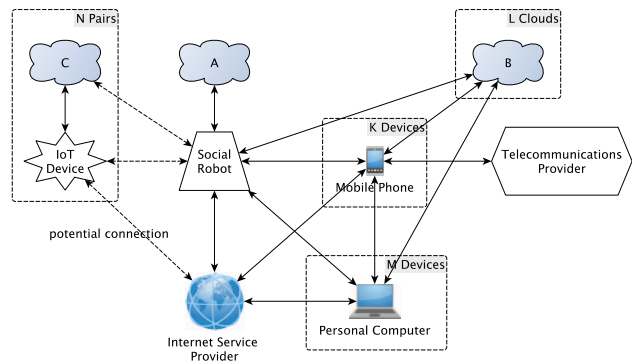 N Pairs
L Clouds
C
A
B
K Devices
IoT
Device
Social
Robot
Mobile Phone
Telecommunications
Provider
potential connection
M Devices
Personal Computer
Internet Service
Provider